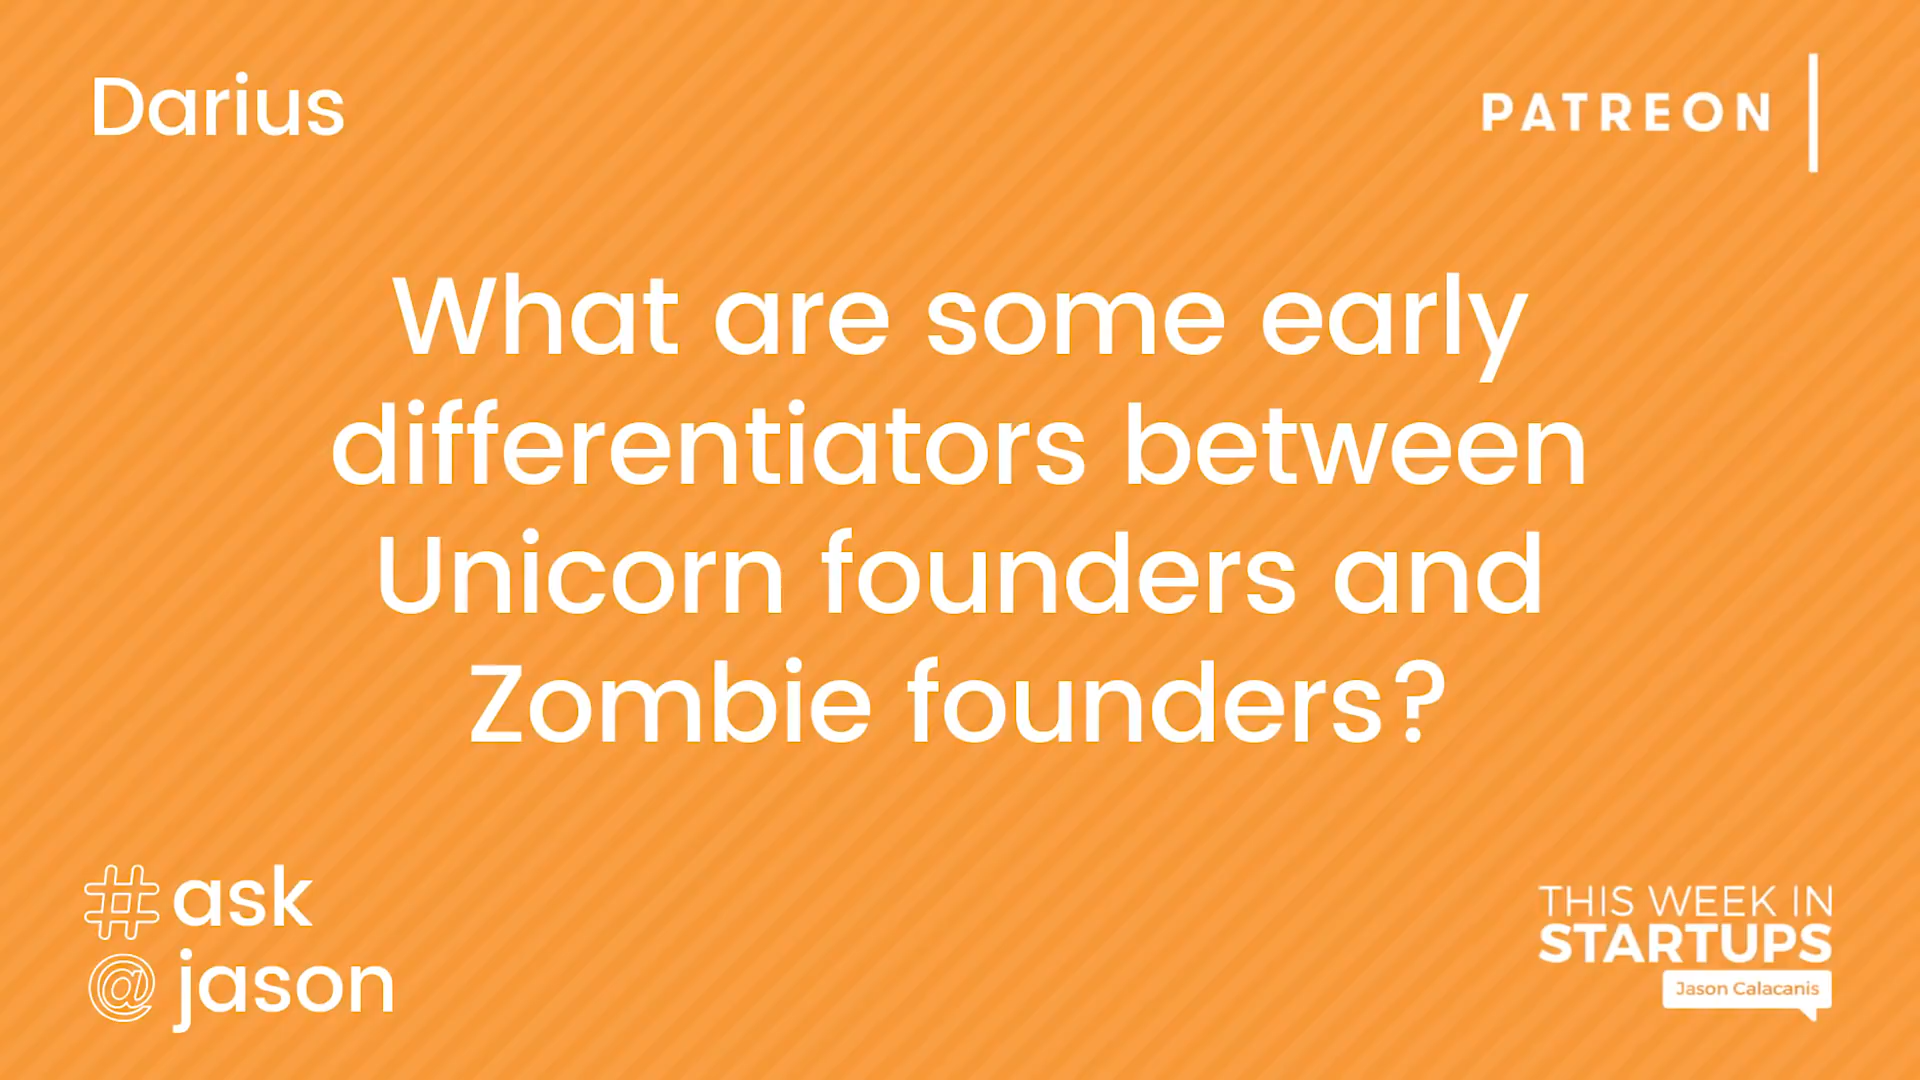 Darius
PATREON
What are some early
differentiators between
Unicorn founders and
Zombie founders?
#ask
@jason
THIS WEEK IN
STARTUPS
Jason Calacanis